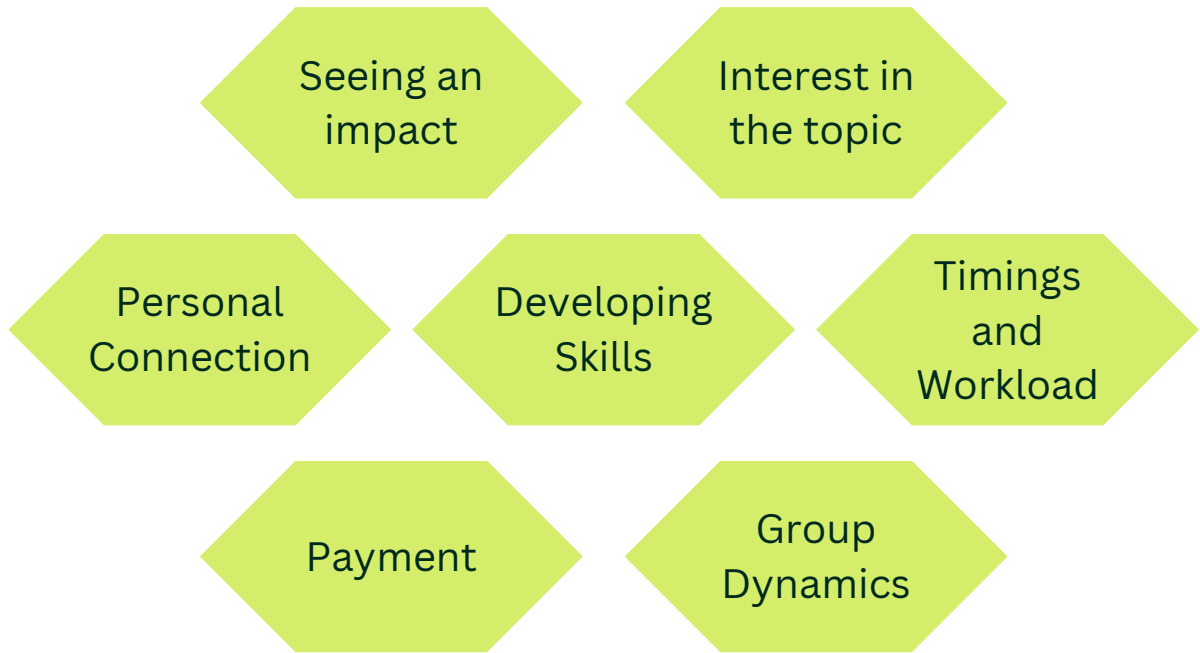 Seeing an
impact
Interest in
the topic
Personal
Connection
Developing
Skills
Timings
and
Workload
Payment
Group
Dynamics